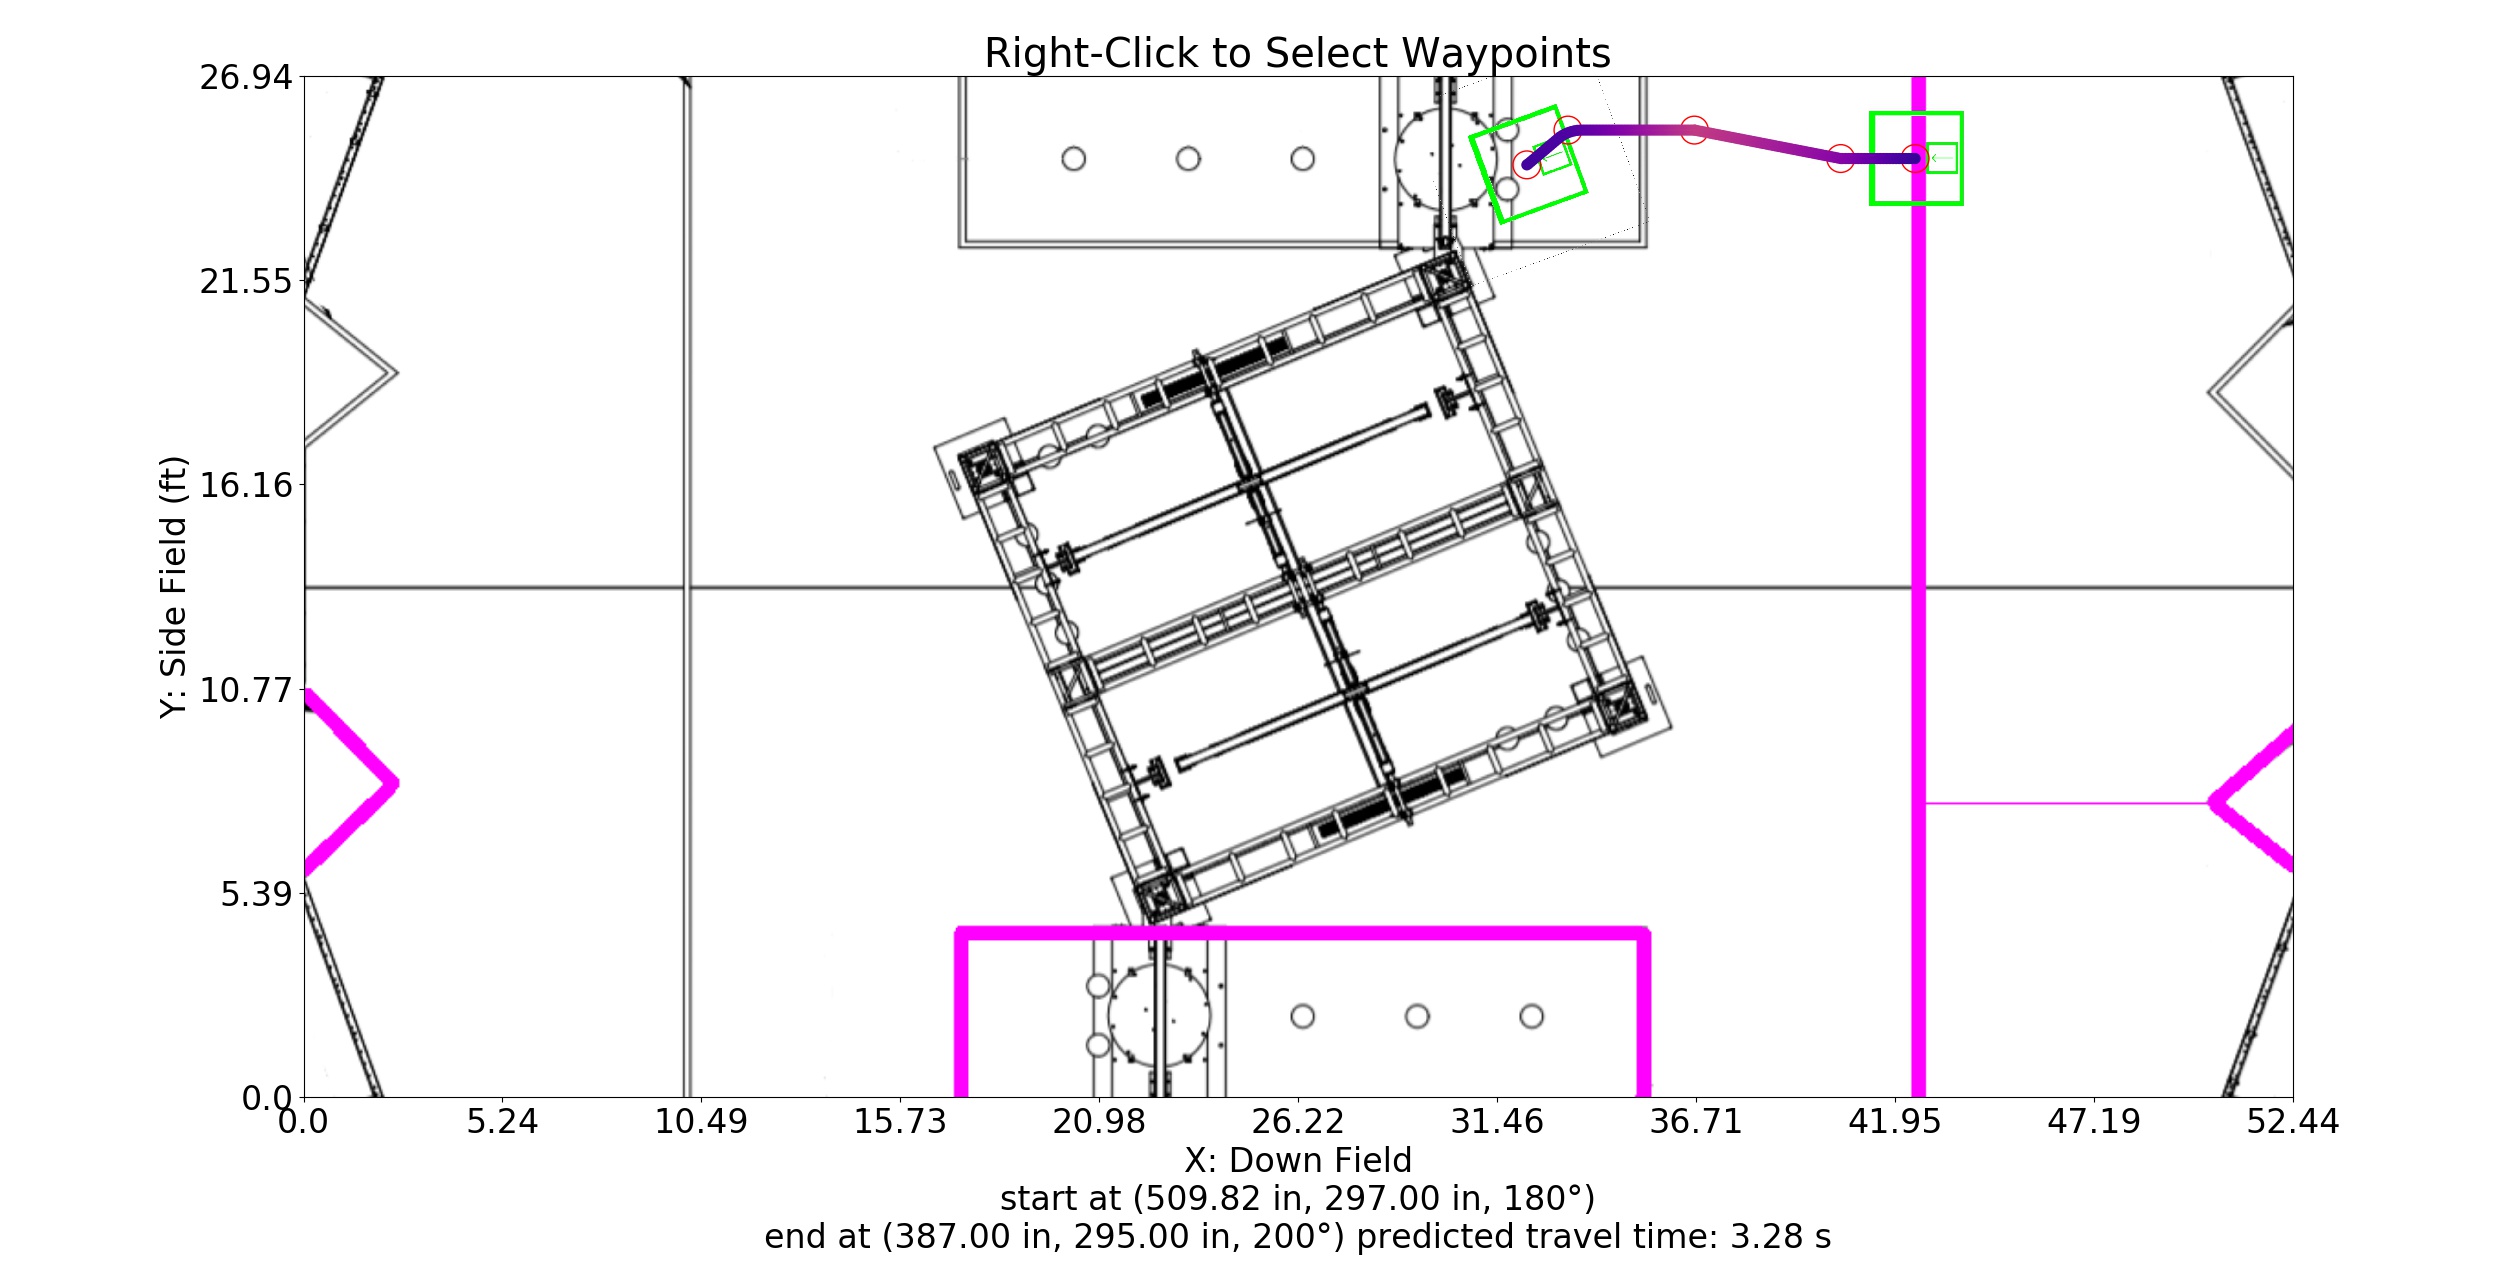 Right-Click to Select Waypoints
26.94
21.55
16.16
10.77
5.39
0.0
Y: Side Field (ft)
0.0 5.24 10.49 15.73 20.98 26.22 31.46 36.71 41.95 47.19 52.44
X: Down Field
start at (509.82 in, 297.00 in, 180°)
end at (387.00 in, 295.00 in, 200°) predicted travel time: 3.28 s